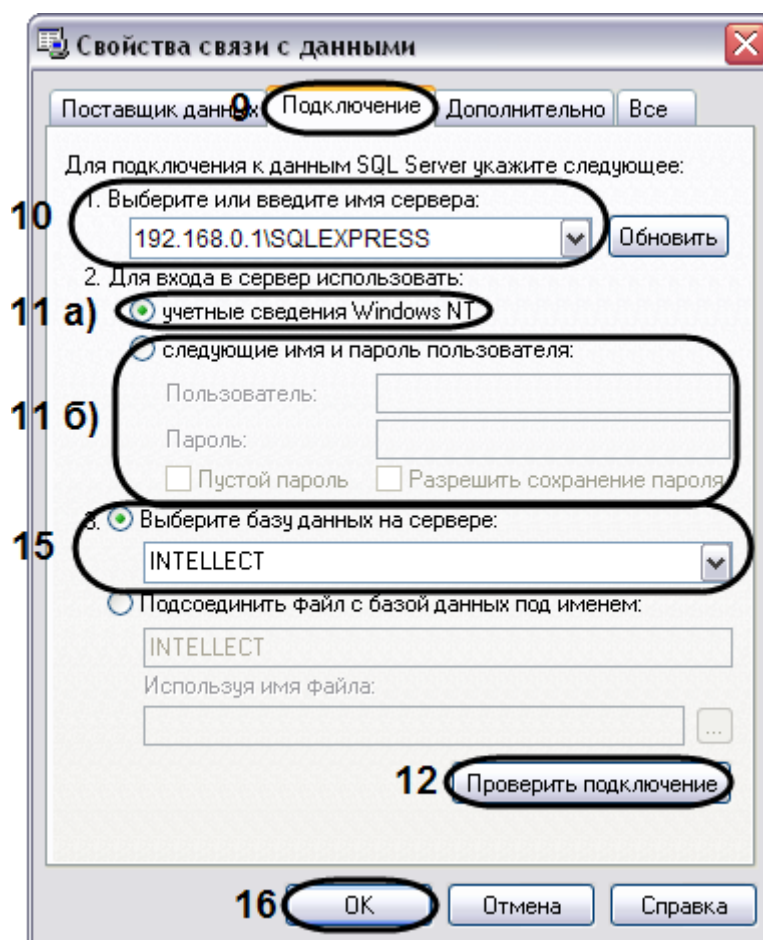 Свойства связи с данными
Поставщик данных 9 Подключение Дополнительно Все
Для подключения к данным SQL Server укажите следующее:
10 1. Выберите или введите имя сервера:
192.168.0.1\SQLEXPRESS Обновить
2. Для входа в сервер использовать:
11 а) учетные сведения Windows NT
следующие имя и пароль пользователя:
Пользователь:
11 б)
Пароль:
Пустой пароль Разрешить сохранение пароля
3. Выберите базу данных на сервере:
15
INTELLECT
Подсоединить файл с базой данных под именем:
INTELLECT
Используя имя файла:
...
12 Проверить подключение
16 OK Отмена Справка